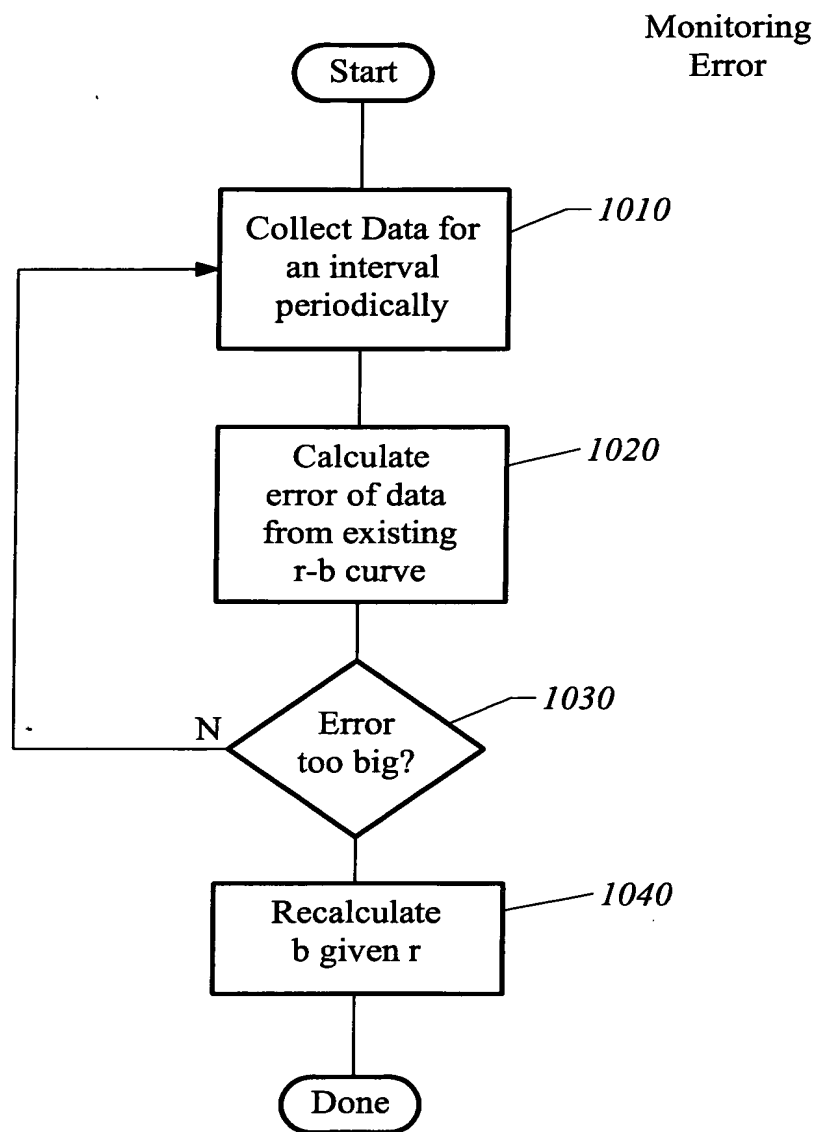 Monitoring
Error
Start
Collect Data for
an interval
periodically
1010
Calculate
error of data
from existing
r-b curve
1020
Error
too big?
1030
N
Recalculate
b given r
1040
Done